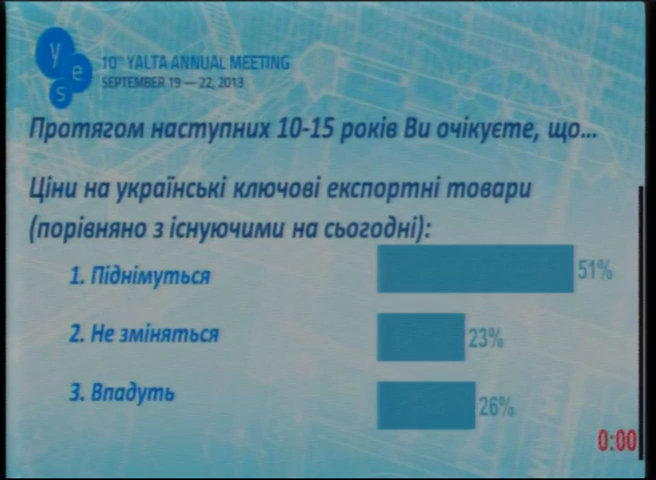 yes
10th YALTA ANNUAL MEETING
SEPTEMBER 19 — 22, 2013
Протягом наступних 10-15 років Ви очікуєте, що...
Ціни на українські ключові експортні товари
(порівняно з існуючими на сьогодні):
1. Піднімуться 51%
2. Не зміняться 23%
3. Впадуть 26%
0:00